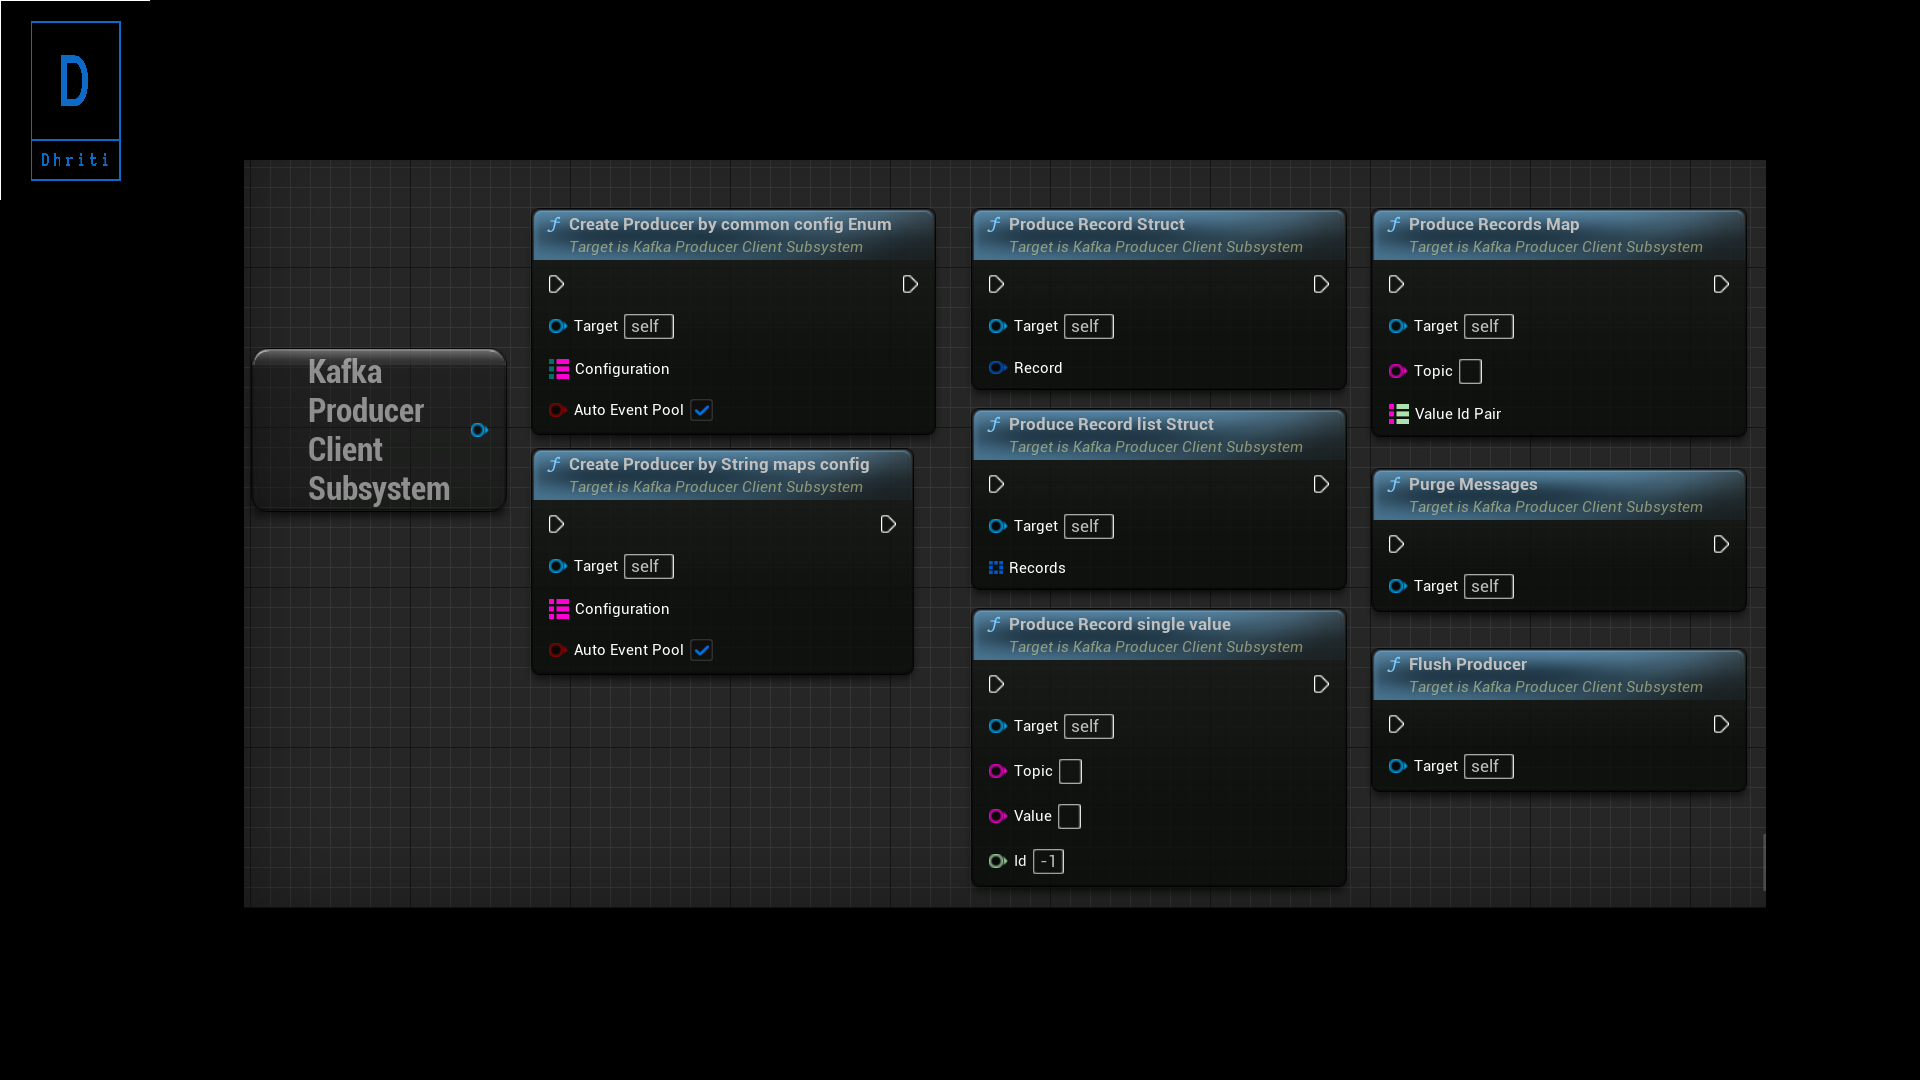 D
Dhriti
Kafka
Producer
Client
Subsystem
Create Producer by common config Enum
Target is Kafka Producer Client Subsystem
Target self
Configuration
Auto Event Pool
Create Producer by String maps config
Target is Kafka Producer Client Subsystem
Target self
Configuration
Auto Event Pool
Produce Record Struct
Target is Kafka Producer Client Subsystem
Target self
Record
Produce Record list Struct
Target is Kafka Producer Client Subsystem
Target self
Records
Produce Record single value
Target is Kafka Producer Client Subsystem
Target self
Topic
Value
Id -1
Produce Records Map
Target is Kafka Producer Client Subsystem
Target self
Topic
Value Id Pair
Purge Messages
Target is Kafka Producer Client Subsystem
Target self
Flush Producer
Target is Kafka Producer Client Subsystem
Target self